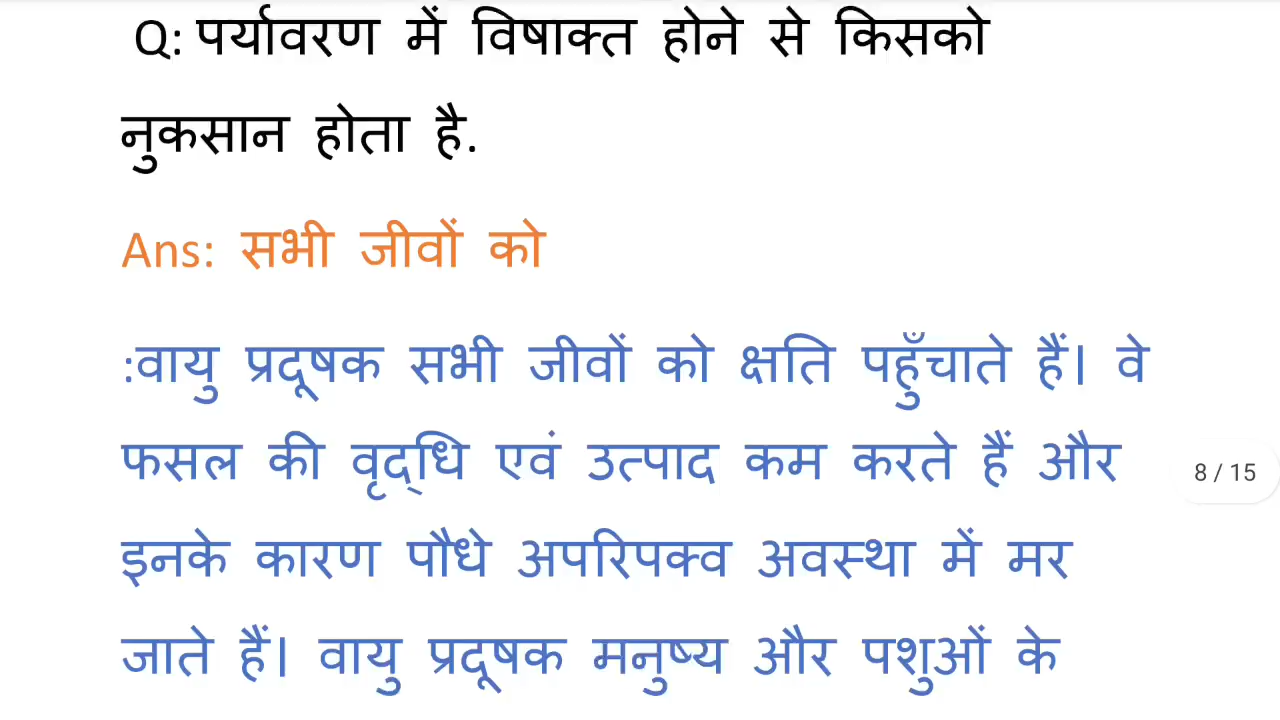 Q: पर्यावरण में विषाक्त होने से किसको
नुकसान होता है.
Ans: सभी जीवों को
:वायु प्रदूषक सभी जीवों को क्षति पहुँचाते हैं। वे
फसल की वृद्धि एवं उत्पाद कम करते हैं और
8 / 15
इनके कारण पौधे अपरिपक्व अवस्था में मर
जाते हैं। वायु प्रदूषक मनुष्य और पशुओं के